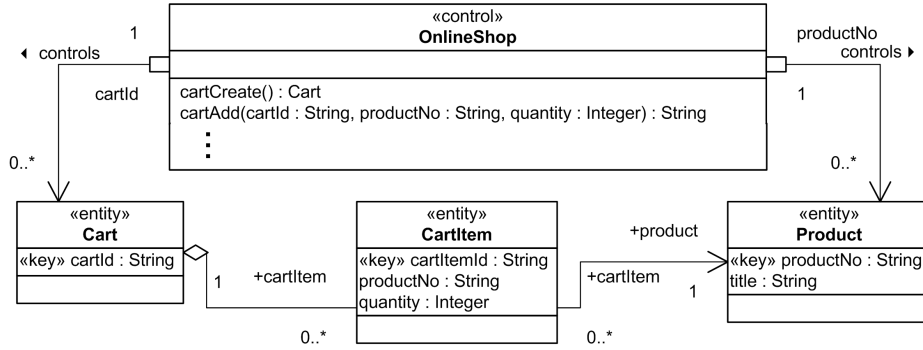 «control»
OnlineShop
1
productNo
◄ controls
controls ►
cartId
1
cartCreate() : Cart
cartAdd(cartId : String, productNo : String, quantity : Integer) : String
0..*
0..*
«entity»
Cart
«key» cartId : String
«entity»
CartItem
«key» cartItemId : String
productNo : String
quantity : Integer
«entity»
Product
«key» productNo : String
title : String
+product
+cartItem
1
+cartItem
1
0..*
0..*